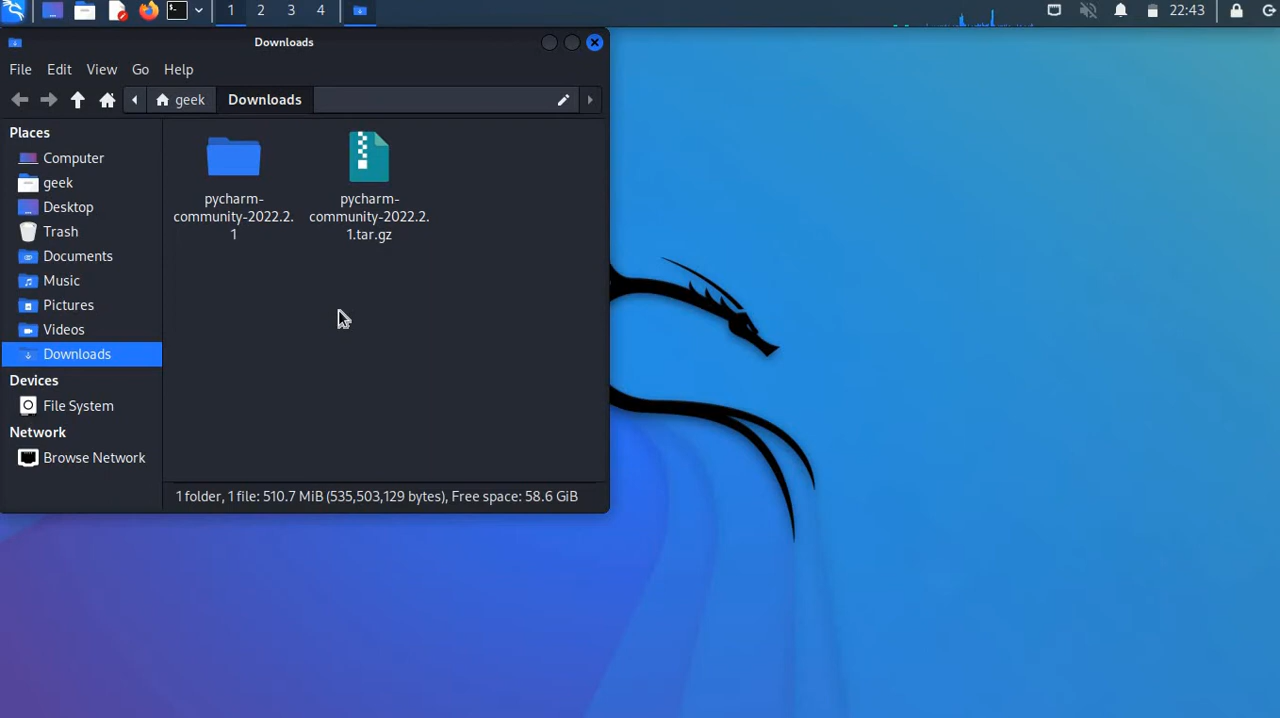 1 2 3 4 22:43
Downloads
File Edit View Go Help
geek Downloads
Places
Computer
geek
Desktop
Trash
Documents
Music
Pictures
Videos
Downloads
Devices
File System
Network
Browse Network
pycharm-
community-2022.2.
1
pycharm-
community-2022.2.
1.tar.gz
1 folder, 1 file: 510.7 MiB (535,503,129 bytes), Free space: 58.6 GiB